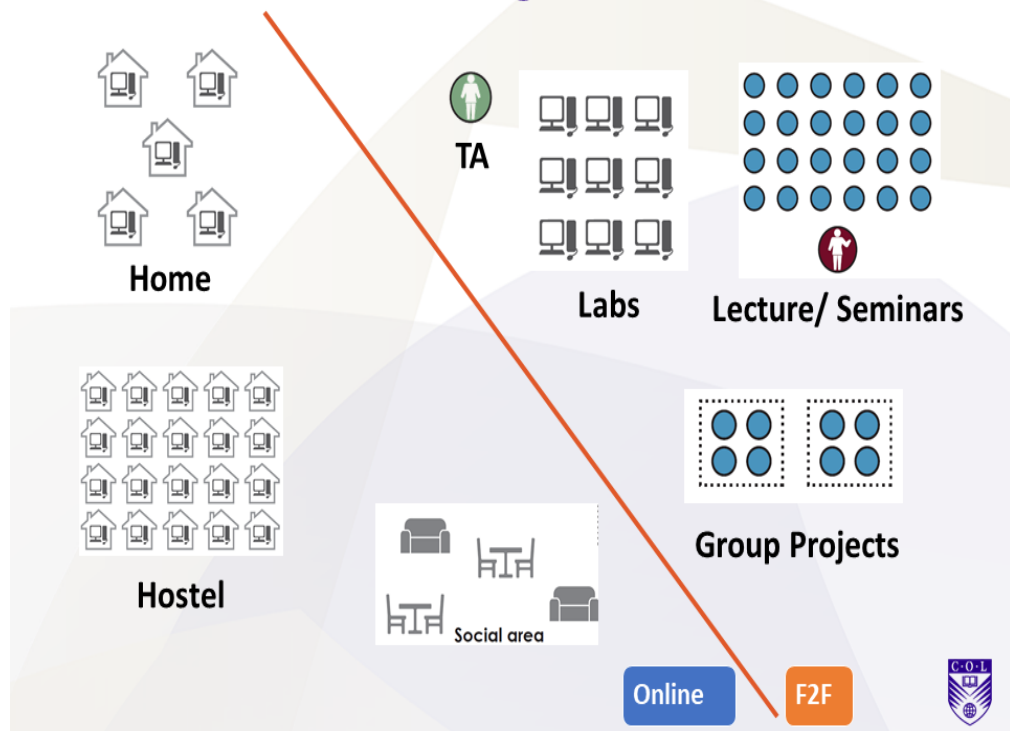 Home
TA
Labs
Lecture/ Seminars
Hostel
Group Projects
Social area
Online
F2F
C·O·L